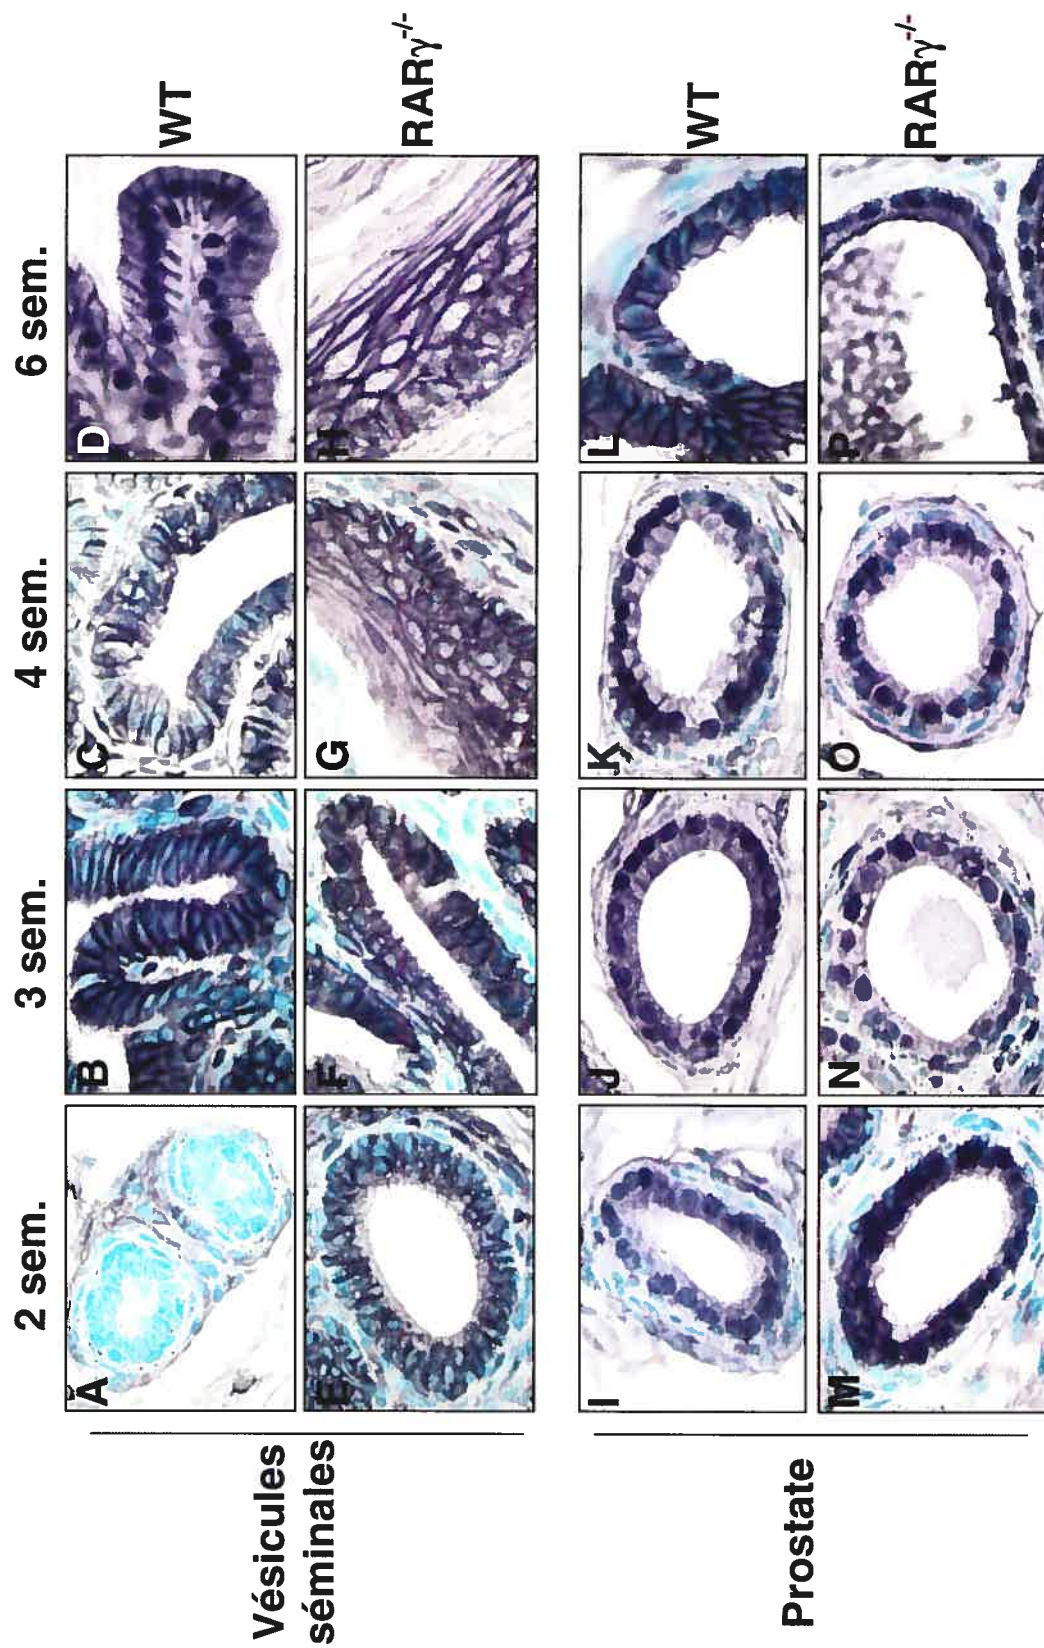 2 sem.
3 sem.
4 sem.
6 sem.
Vésicules
séminales
A
B
C
D
WT
E
F
G
H
RARγ-/-
Prostate
I
J
K
L
WT
M
N
O
P
RARγ-/-